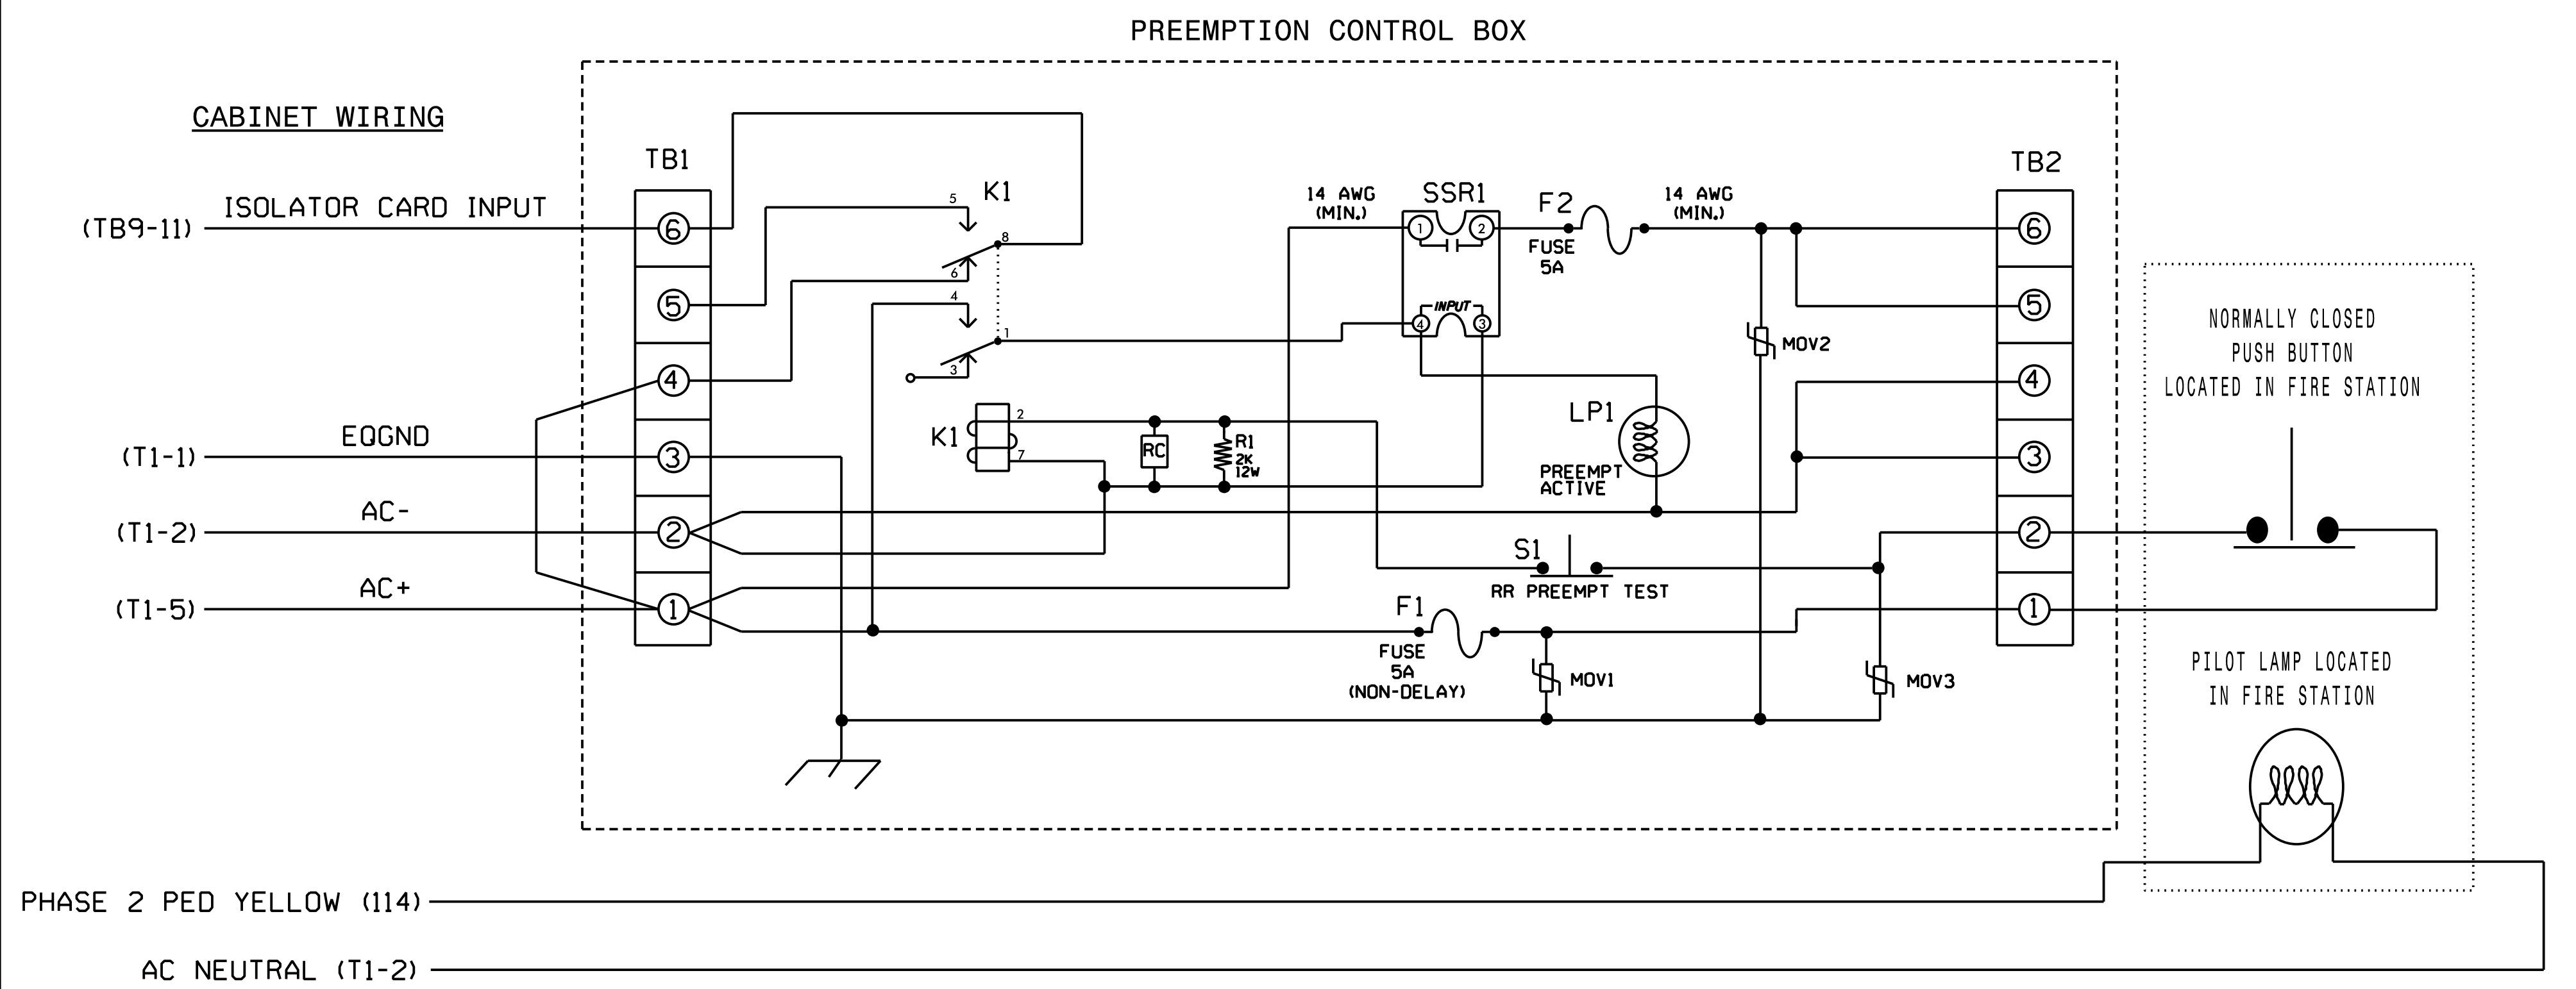 PREEMPTION CONTROL BOX
CABINET WIRING
TB1
TB2
(TB9-11) ISOLATOR CARD INPUT
6
5
4
(T1-1) EQGND
3
(T1-2) AC-
2
(T1-5) AC+
1
5
K1
8
6
4
1
3
K1
2
7
RC
R1
2K
12W
14 AWG
(MIN.)
SSR1
1
2
INPUT
4
3
F2
FUSE
5A
14 AWG
(MIN.)
MOV2
LP1
PREEMPT
ACTIVE
S1
RR PREEMPT TEST
F1
FUSE
5A
(NON-DELAY)
MOV1
MOV3
6
5
4
3
2
1
NORMALLY CLOSED
PUSH BUTTON
LOCATED IN FIRE STATION
PILOT LAMP LOCATED
IN FIRE STATION
PHASE 2 PED YELLOW (114)
AC NEUTRAL (T1-2)